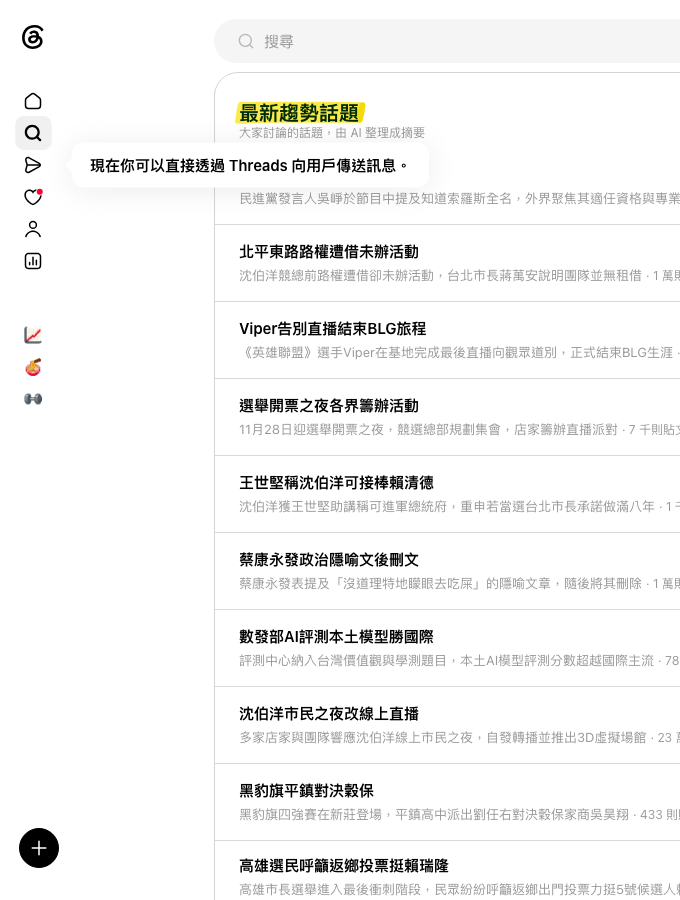 搜尋
最新趨勢話題
大家討論的話題，由 AI 整理成摘要
現在你可以直接透過 Threads 向用戶傳送訊息。
民進黨發言人吳崢於節目中提及知道索羅斯全名，外界聚焦其適任資格與專業
北平東路路權遭借未辦活動
沈伯洋競總前路權遭借卻未辦活動，台北市長蔣萬安說明團隊並無租借 · 1 萬則
Viper告別直播結束BLG旅程
《英雄聯盟》選手Viper在基地完成最後直播向觀眾道別，正式結束BLG生涯 ·
選舉開票之夜各界籌辦活動
11月28日迎選舉開票之夜，競選總部規劃集會，店家籌辦直播派對 · 7 千則貼文
王世堅稱沈伯洋可接棒賴清德
沈伯洋獲王世堅助講稱可進軍總統府，重申若當選台北市長承諾做滿八年 · 1 千
蔡康永發政治隱喻文後刪文
蔡康永發表提及「沒道理特地矇眼去吃屎」的隱喻文章，隨後將其刪除 · 1 萬則
數發部AI評測本土模型勝國際
評測中心納入台灣價值觀與學測題目，本土AI模型評測分數超越國際主流 · 78
沈伯洋市民之夜改線上直播
多家店家與團隊響應沈伯洋線上市民之夜，自發轉播並推出3D虛擬場館 · 23 萬
黑豹旗平鎮對決穀保
黑豹旗四強賽在新莊登場，平鎮高中派出劉任右對決穀保家商吳昊翔 · 433 則
高雄選民呼籲返鄉投票挺賴瑞隆
高雄市長選舉進入最後衝刺階段，民眾紛紛呼籲返鄉出門投票力挺5號候選人賴